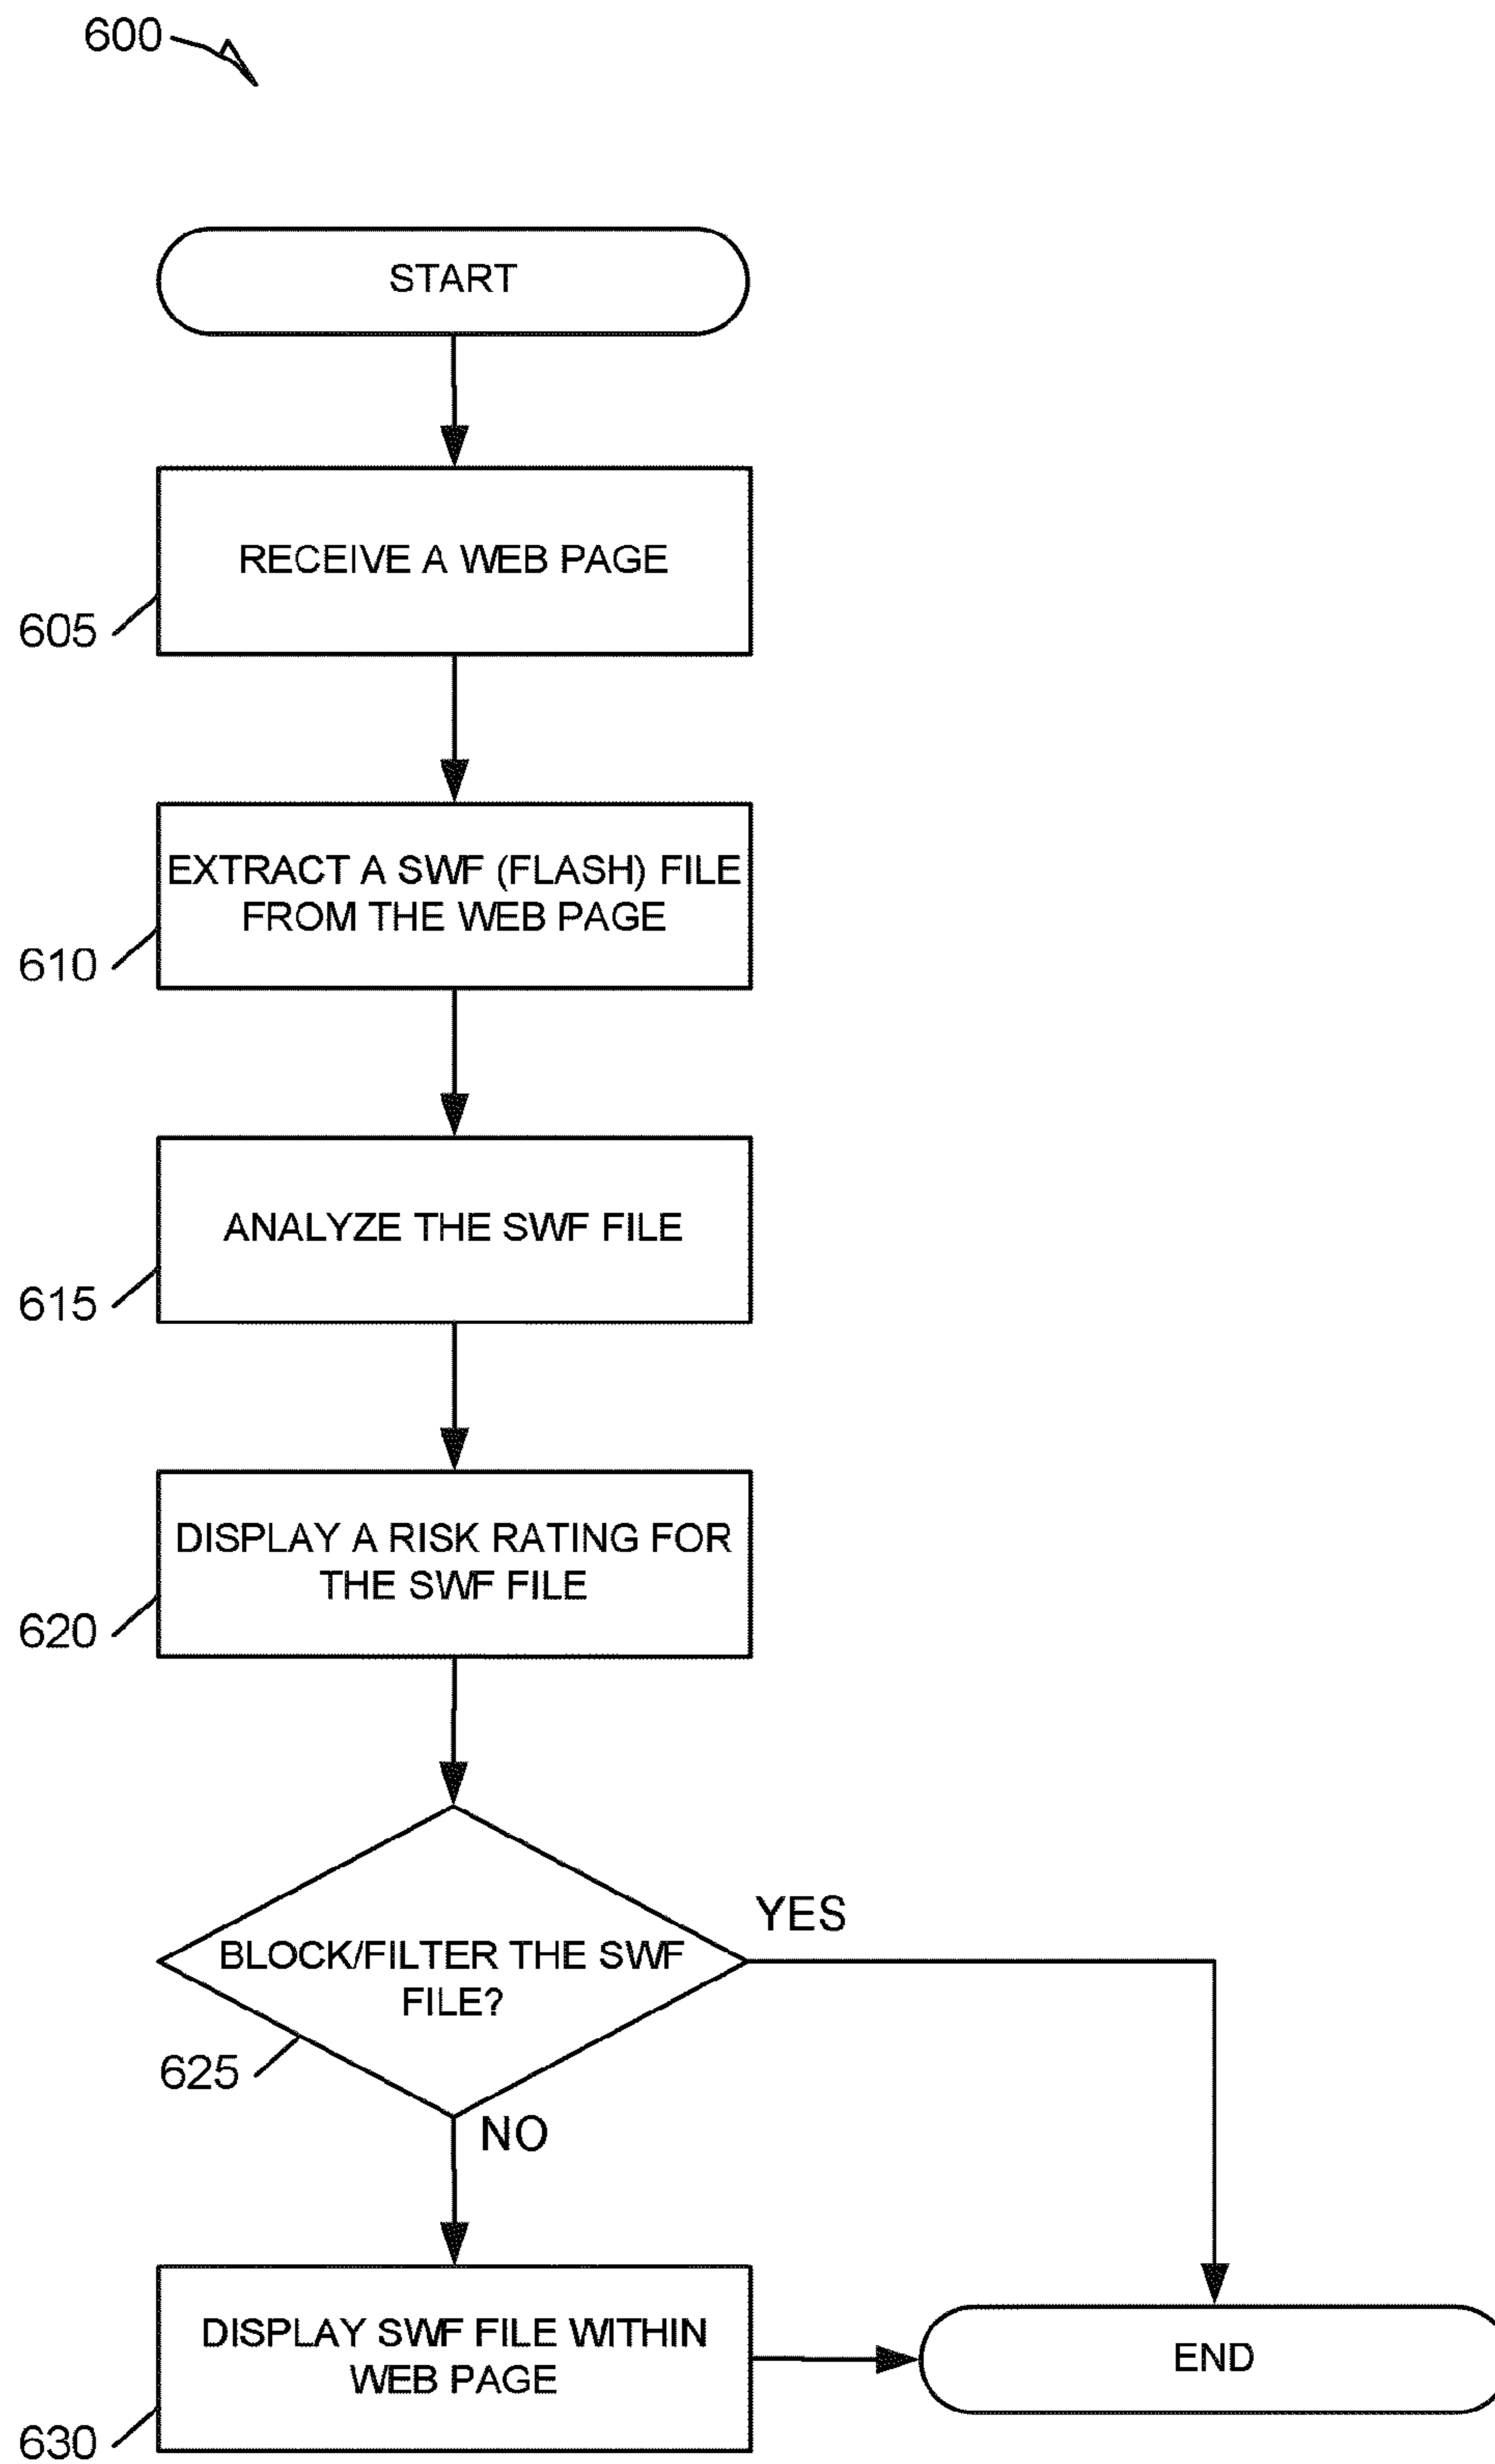 600
START
RECEIVE A WEB PAGE
605
EXTRACT A SWF (FLASH) FILE
FROM THE WEB PAGE
610
ANALYZE THE SWF FILE
615
DISPLAY A RISK RATING FOR
THE SWF FILE
620
YES
BLOCK/FILTER THE SWF
FILE?
625
NO
DISPLAY SWF FILE WITHIN
WEB PAGE
630
END